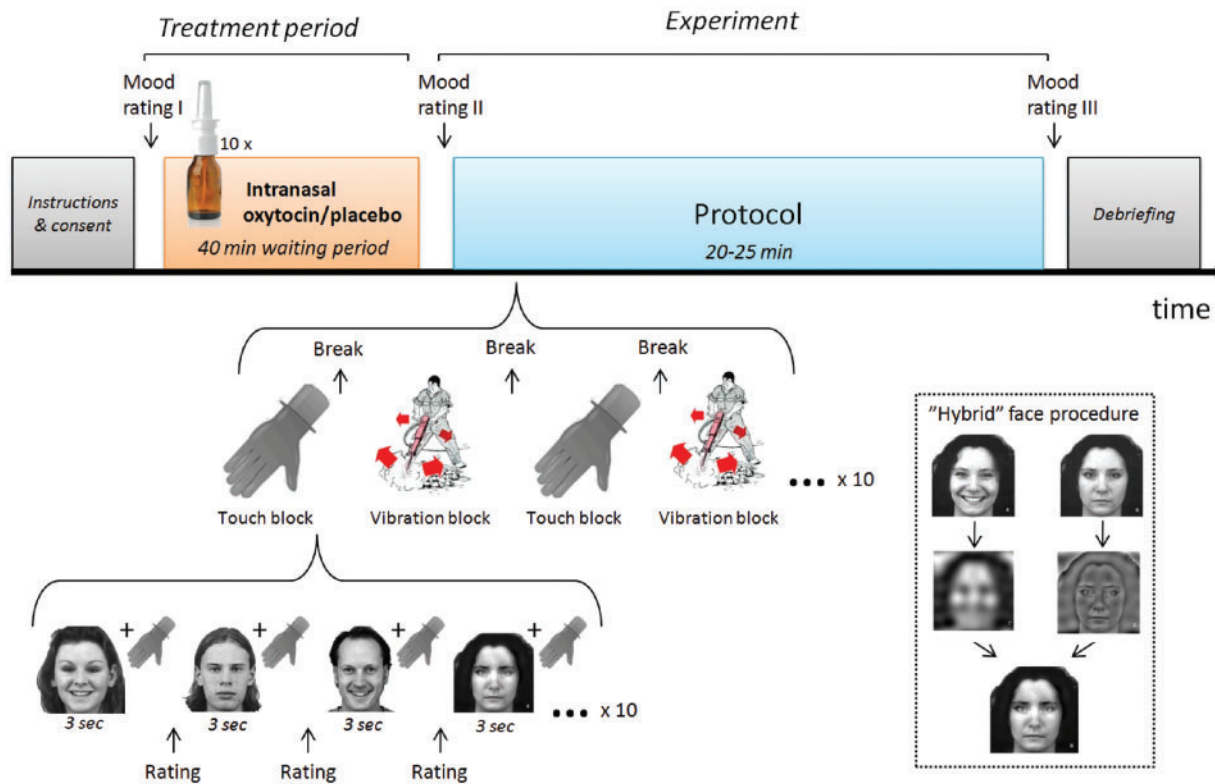 Treatment period
Experiment
Mood
rating I
Mood
rating II
Mood
rating III
10 x
Instructions
& consent
Intranasal
oxytocin/placebo
40 min waiting period
Protocol
20-25 min
Debriefing
time
Break
Break
Break
Touch block
Vibration block
Touch block
Vibration block
... x 10
+
+
+
+
3 sec
3 sec
3 sec
3 sec
... x 10
Rating
Rating
Rating
"Hybrid" face procedure